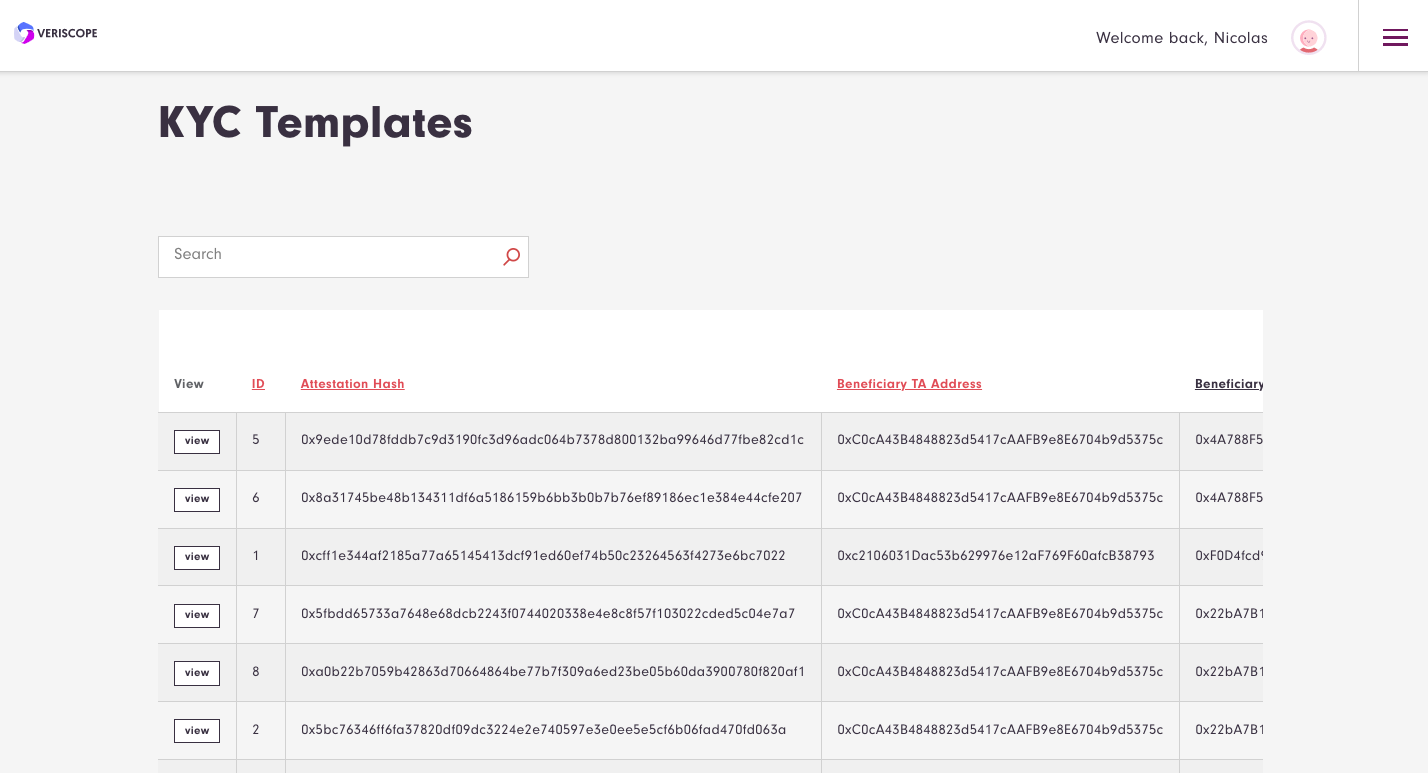 VERISCOPE
Welcome back, Nicolas
KYC Templates
Search
View ID Attestation Hash Beneficiary TA Address Beneficiary
view 5 0x9ede10d78fddb7c9d3190fc3d96adc064b7378d800132ba99646d77fbe82cd1c 0xC0cA43B4848823d5417cAAFB9e8E6704b9d5375c 0x4A788F5
view 6 0x8a31745be48b134311df6a5186159b6bb3b0b7b76ef89186ec1e384e44cfe207 0xC0cA43B4848823d5417cAAFB9e8E6704b9d5375c 0x4A788F5
view 1 0xcff1e344af2185a77a65145413dcf91ed60ef74b50c23264563f4273e6bc7022 0xc2106031Dac53b629976e12aF769F60afcB38793 0xF0D4fcd9
view 7 0x5fbdd65733a7648e68dcb2243f0744020338e4e8c8f57f103022cded5c04e7a7 0xC0cA43B4848823d5417cAAFB9e8E6704b9d5375c 0x22bA7B1
view 8 0xa0b22b7059b42863d70664864be77b7f309a6ed23be05b60da3900780f820af1 0xC0cA43B4848823d5417cAAFB9e8E6704b9d5375c 0x22bA7B1
view 2 0x5bc76346ff6fa37820df09dc3224e2e740597e3e0ee5e5cf6b06fad470fd063a 0xC0cA43B4848823d5417cAAFB9e8E6704b9d5375c 0x22bA7B1